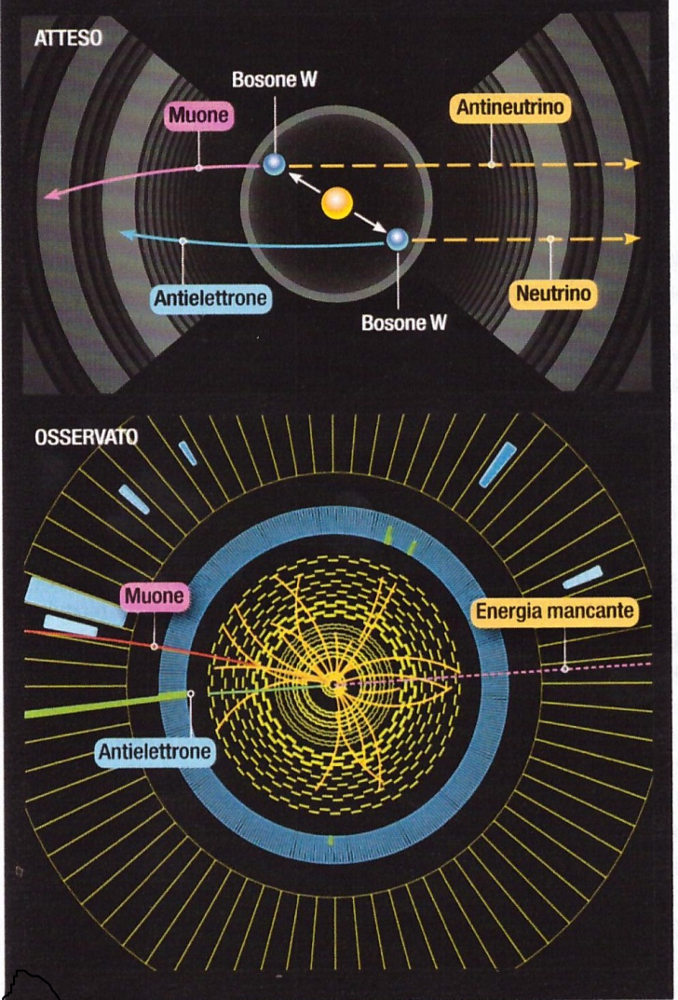 ATTESO
Bosone W
Muone
Antineutrino
Antielettrone
Neutrino
Bosone W
OSSERVATO
Muone
Energia mancante
Antielettrone